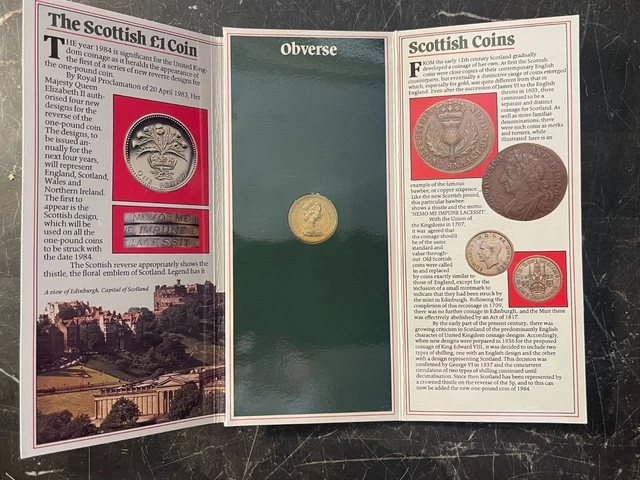 The Scottish £1 Coin
THE year 1984 is significant for the United King-
dom coinage as it heralds the appearance of
the first of a series of new reverse designs for
the one-pound coin.
By Royal Proclamation of 20 April 1983, Her
Majesty Queen
Elizabeth II auth-
orised four new
designs for the
reverse of the
one-pound coin.
The designs, to
be issued an-
nually for the
next four years,
will represent
England, Scotland,
Wales and
Northern Ireland.
The first to
appear is the
Scottish design,
which will be
used on all the
one-pound coins
to be struck with
the date 1984.
The Scottish reverse appropriately shows the
thistle, the floral emblem of Scotland. Legend has it
ONE POUND
NEMO ME I
E IMPUNE L
LACESSIT
A view of Edinburgh, Capital of Scotland
Obverse
Scottish Coins
FROM the early 12th century Scotland gradually
developed a coinage of her own. At first the Scottish
coins were close copies of their contemporary English
counterparts, but eventually a distinctive range of coins emerged
which, especially for gold, was quite different from that in
England. Even after the succession of James VI to the English
throne in 1603, there
continued to be a
separate and distinct
coinage for Scotland. As
well as more familiar
denominations, there
were such coins as merks
and turners, while
illustrated here is an
example of the famous
bawbee, or copper sixpence.
Like the new Scottish pound,
this particular bawbee
shows a thistle and the motto
'NEMO ME IMPUNE LACESSIT'.
With the Union of
the Kingdoms in 1707,
it was agreed that
the coinage should
be of the same
standard and
value through-
out. Old Scottish
coins were called
in and replaced
by coins exactly similar to
those of England, except for the
inclusion of a small mintmark to
indicate that they had been struck by
the mint in Edinburgh. Following the
completion of this recoinage in 1709,
there was no further coinage in Edinburgh, and the Mint there
was effectively abolished by an Act of 1817.
By the early part of the present century, there was
growing criticism in Scotland of the predominantly English
character of United Kingdom coinage designs. Accordingly,
when new designs were prepared in 1936 for the proposed
coinage of King Edward VIII, it was decided to include two
types of shilling, one with an English design and the other
with a design representing Scotland. This decision was
confirmed by George VI in 1937 and the concurrent
circulation of two types of shilling continued until
decimalisation. Since then Scotland has been represented by
a crowned thistle on the reverse of the 5p, and to this can
now be added the new one-pound coin of 1984.